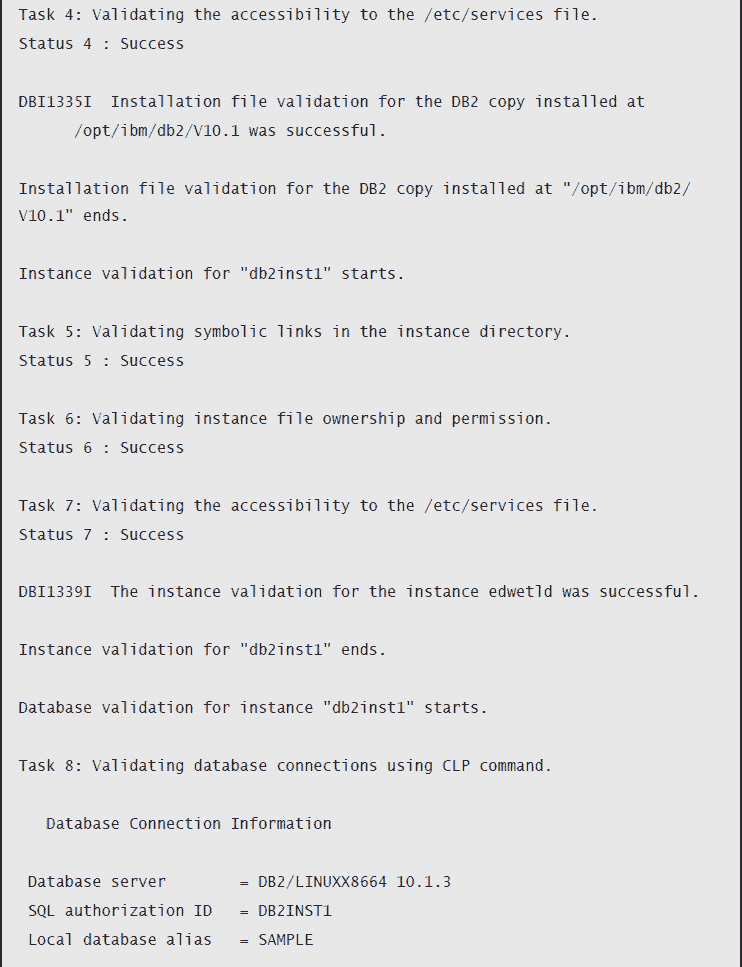 Task 4: Validating the accessibility to the /etc/services file.
Status 4 : Success
DBI1335I  Installation file validation for the DB2 copy installed at
/opt/ibm/db2/V10.1 was successful.
Installation file validation for the DB2 copy installed at "/opt/ibm/db2/
V10.1" ends.
Instance validation for "db2inst1" starts.
Task 5: Validating symbolic links in the instance directory.
Status 5 : Success
Task 6: Validating instance file ownership and permission.
Status 6 : Success
Task 7: Validating the accessibility to the /etc/services file.
Status 7 : Success
DBI1339I  The instance validation for the instance edwetld was successful.
Instance validation for "db2inst1" ends.
Database validation for instance "db2inst1" starts.
Task 8: Validating database connections using CLP command.
Database Connection Information
Database server        = DB2/LINUXX8664 10.1.3
SQL authorization ID   = DB2INST1
Local database alias   = SAMPLE